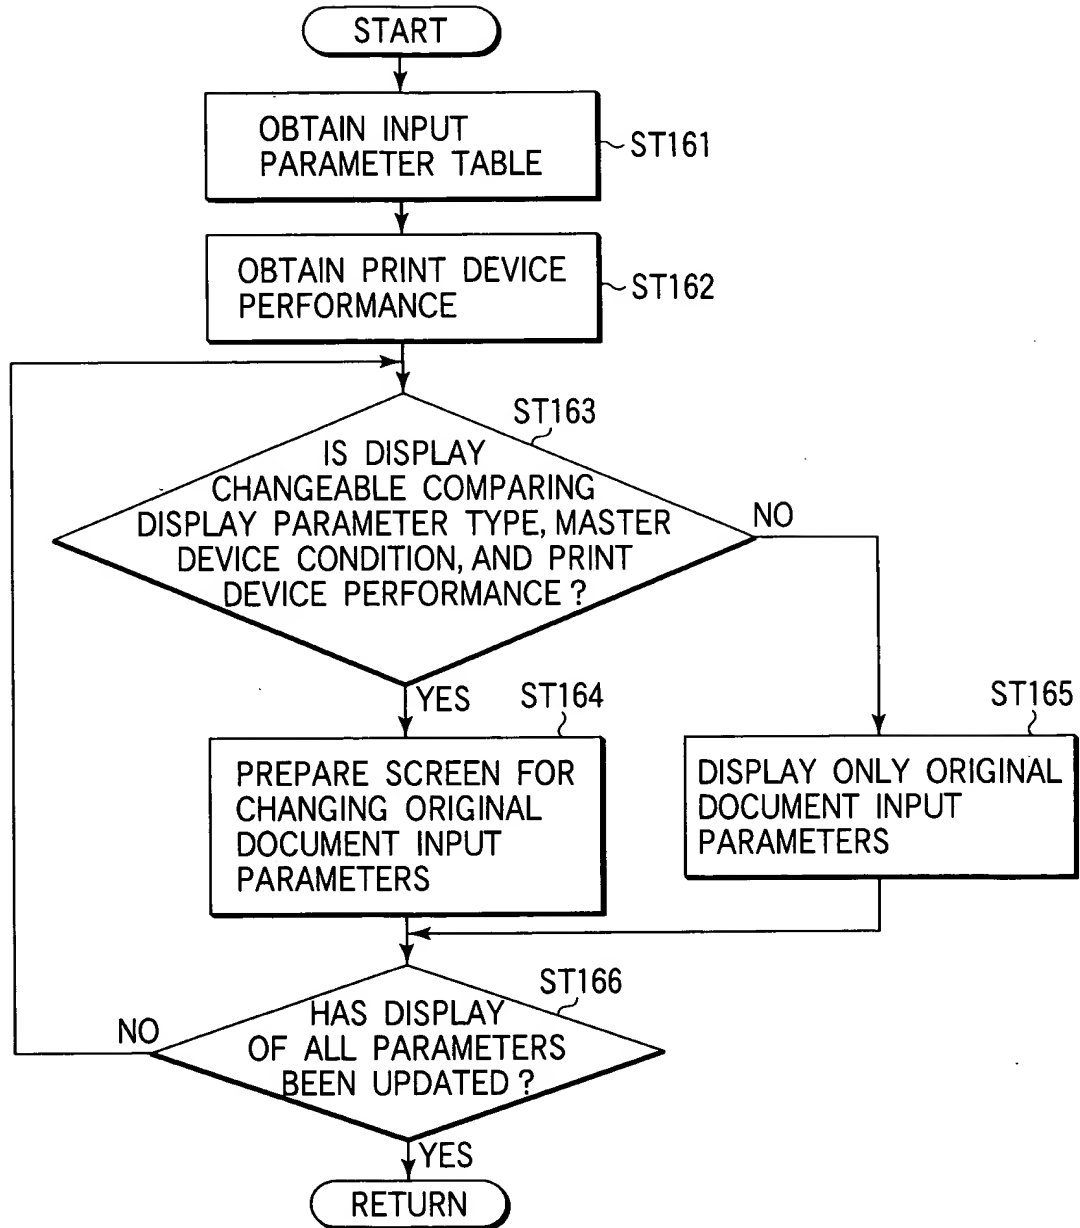 START
OBTAIN INPUT
PARAMETER TABLE
ST161
OBTAIN PRINT DEVICE
PERFORMANCE
ST162
ST163
IS DISPLAY
CHANGEABLE COMPARING
DISPLAY PARAMETER TYPE, MASTER
DEVICE CONDITION, AND PRINT
DEVICE PERFORMANCE?
NO
YES
ST164
PREPARE SCREEN FOR
CHANGING ORIGINAL
DOCUMENT INPUT
PARAMETERS
ST165
DISPLAY ONLY ORIGINAL
DOCUMENT INPUT
PARAMETERS
ST166
HAS DISPLAY
OF ALL PARAMETERS
BEEN UPDATED?
NO
YES
RETURN